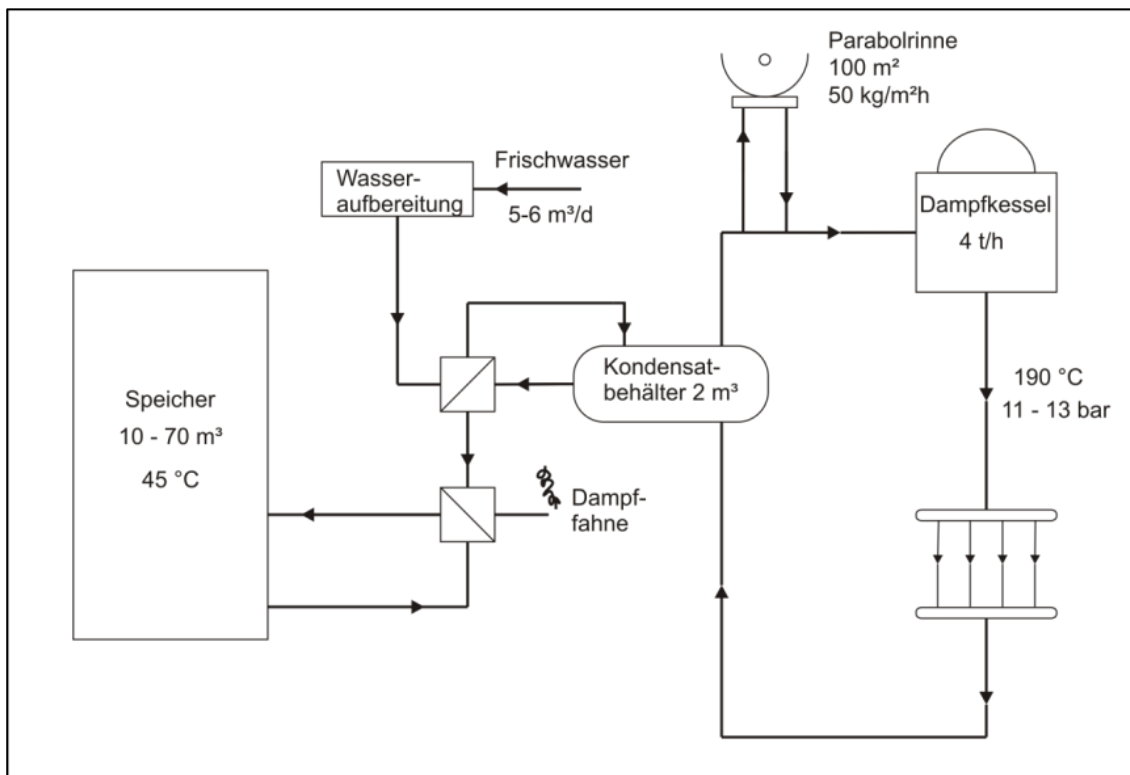 Parabolrinne
100 m²
50 kg/m²h
Frischwasser
5-6 m³/d
Wasser-
aufbereitung
Dampfkessel
4 t/h
Kondensat-
behälter 2 m³
190 °C
11 - 13 bar
Speicher
10 - 70 m³
45 °C
Dampf-
fahne